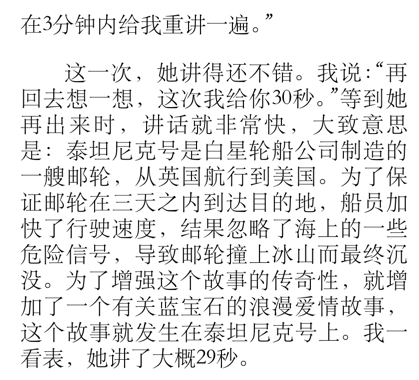 在3分钟内给我重讲一遍。”
这一次，她讲得还不错。我说：“再
回去想一想，这次我给你30秒。”等到她
再出来时，讲话就非常快，大致意思
是：泰坦尼克号是白星轮船公司制造的
一艘邮轮，从英国航行到美国。为了保
证邮轮在三天之内到达目的地，船员加
快了行驶速度，结果忽略了海上的一些
危险信号，导致邮轮撞上冰山而最终沉
没。为了增强这个故事的传奇性，就增
加了一个有关蓝宝石的浪漫爱情故事，
这个故事就发生在泰坦尼克号上。我一
看表，她讲了大概29秒。